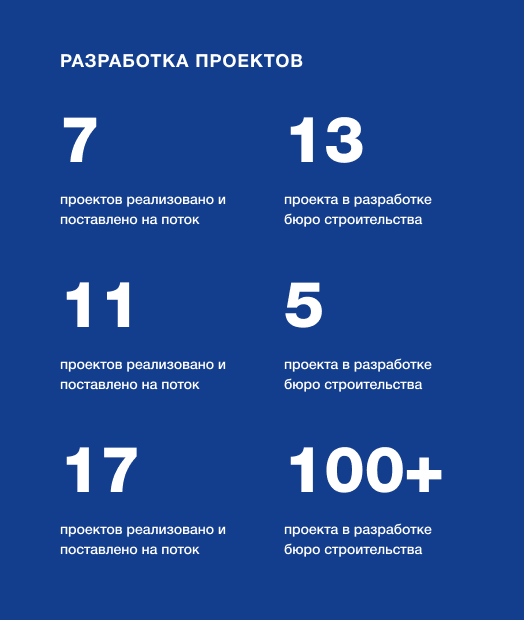 РАЗРАБОТКА ПРОЕКТОВ
7
проектов реализовано и
поставлено на поток
13
проекта в разработке
бюро строительства
11
проектов реализовано и
поставлено на поток
5
проекта в разработке
бюро строительства
17
проектов реализовано и
поставлено на поток
100+
проекта в разработке
бюро строительства